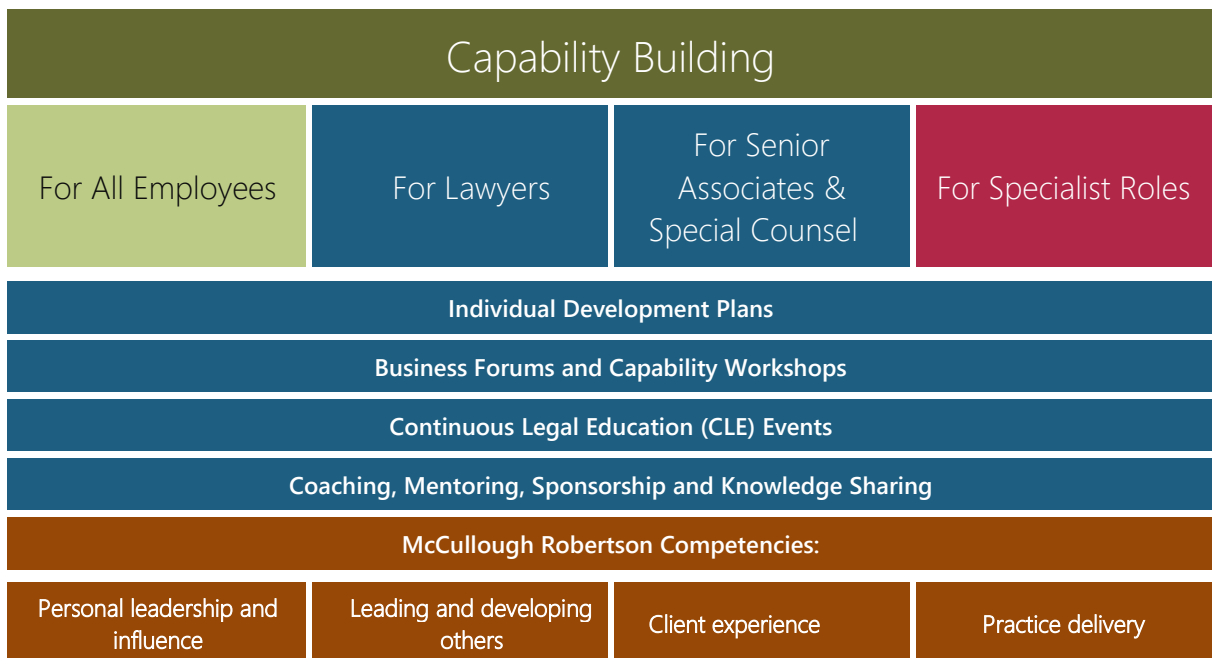 Capability Building
For All Employees
For Lawyers
For Senior
Associates &
Special Counsel
For Specialist Roles
Individual Development Plans
Business Forums and Capability Workshops
Continuous Legal Education (CLE) Events
Coaching, Mentoring, Sponsorship and Knowledge Sharing
McCullough Robertson Competencies:
Personal leadership and
influence
Leading and developing
others
Client experience
Practice delivery